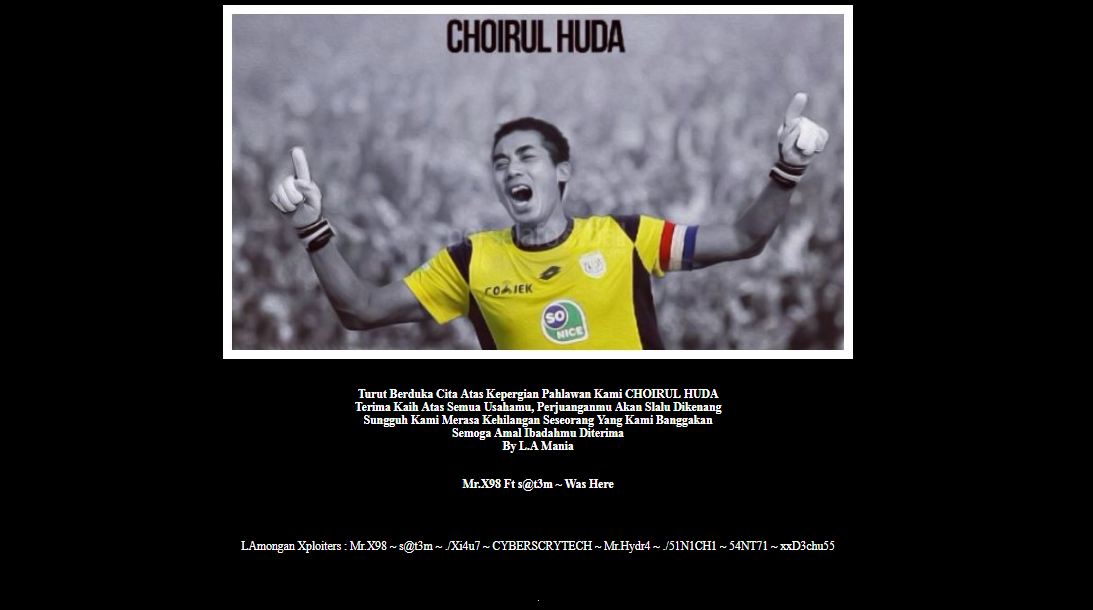 CHOIRUL HUDA
SO
NICE
Turut Berduka Cita Atas Kepergian Pahlawan Kami CHOIRUL HUDA
Terima Kaih Atas Semua Usahamu, Perjuanganmu Akan Slalu Dikenang
Sungguh Kami Merasa Kehilangan Seseorang Yang Kami Banggakan
Semoga Amal Ibadahmu Diterima
By L.A Mania
Mr.X98 Ft s@t3m ~ Was Here
LAmongan Xploiters : Mr.X98 ~ s@t3m ~ ./Xi4u7 ~ CYBERSCRYTECH ~ Mr.Hydr4 ~ ./51N1CH1 ~ 54NT71 ~ xxD3chu55
.